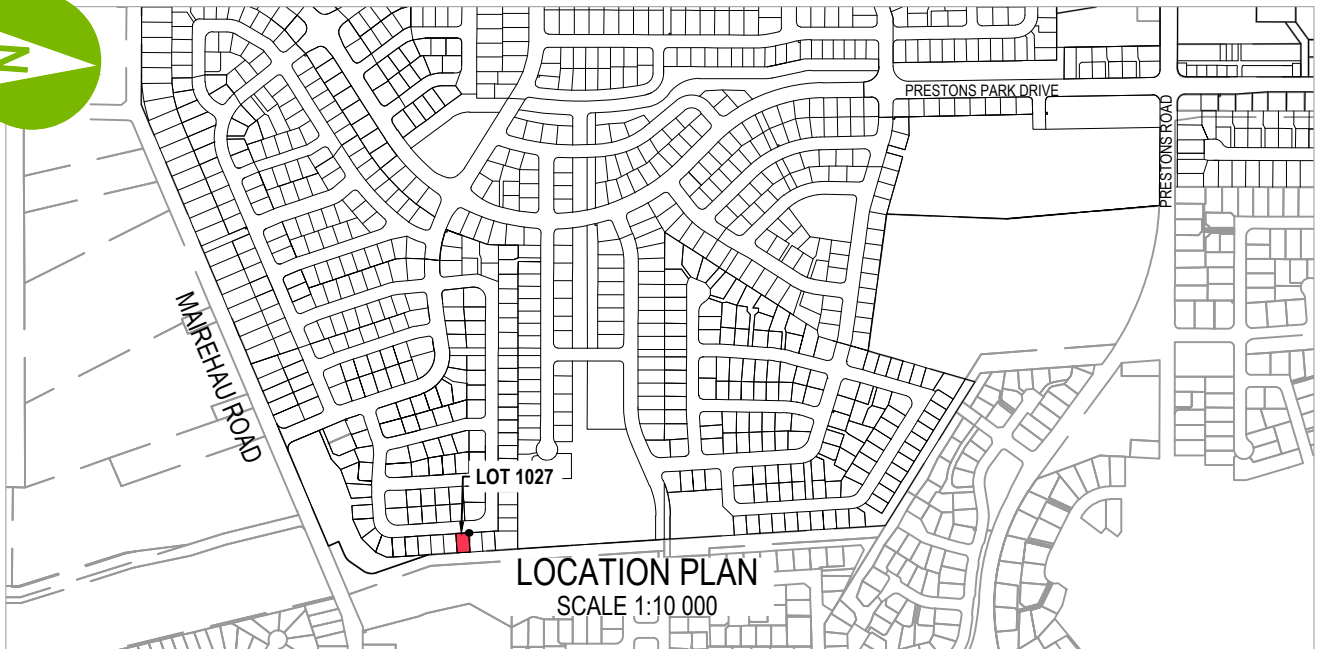 N
PRESTONS PARK DRIVE
PRESTONS ROAD
MAIREHAU ROAD
LOT 1027
LOCATION PLAN
SCALE 1:10 000